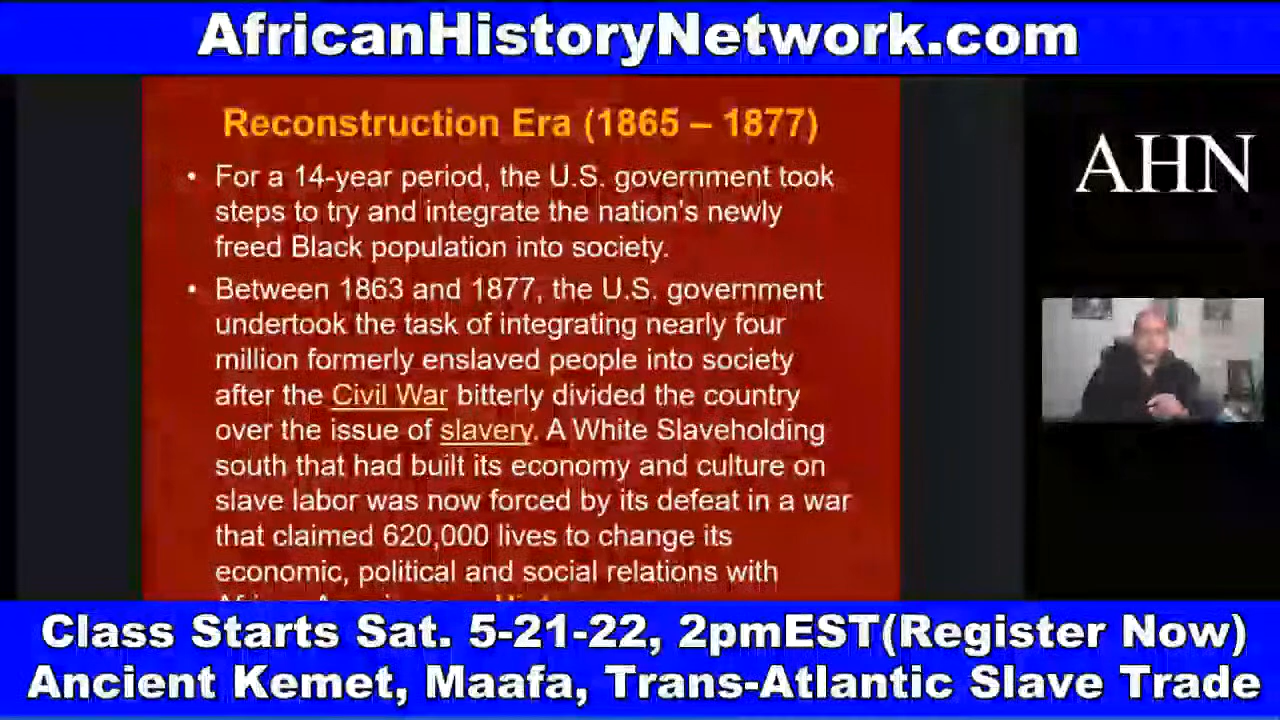 AfricanHistoryNetwork.com
Reconstruction Era (1865 – 1877)
• For a 14-year period, the U.S. government took
steps to try and integrate the nation's newly
freed Black population into society.
• Between 1863 and 1877, the U.S. government
undertook the task of integrating nearly four
million formerly enslaved people into society
after the Civil War bitterly divided the country
over the issue of slavery. A White Slaveholding
south that had built its economy and culture on
slave labor was now forced by its defeat in a war
that claimed 620,000 lives to change its
economic, political and social relations with
AHN
Class Starts Sat. 5-21-22, 2pmEST(Register Now)
Ancient Kemet, Maafa, Trans-Atlantic Slave Trade